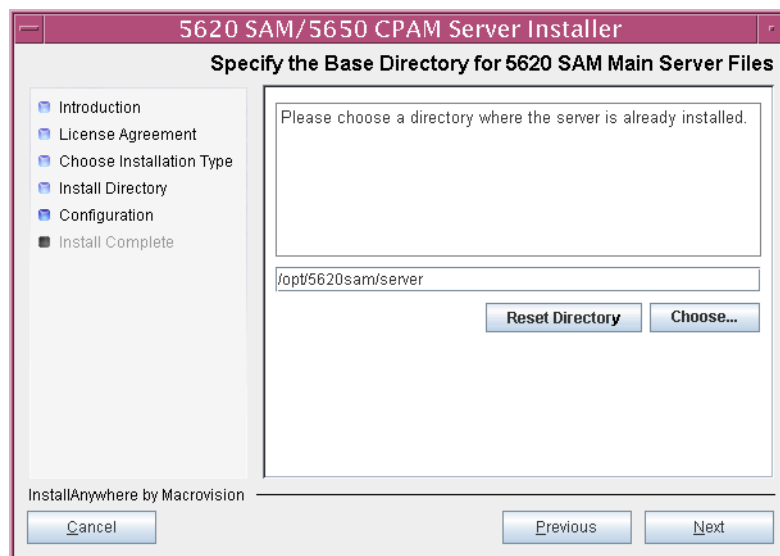 5620 SAM/5650 CPAM Server Installer
Specify the Base Directory for 5620 SAM Main Server Files
Introduction
License Agreement
Choose Installation Type
Install Directory
Configuration
Install Complete
Please choose a directory where the server is already installed.
/opt/5620sam/server
Reset Directory
Choose...
InstallAnywhere by Macrovision
Cancel
Previous
Next